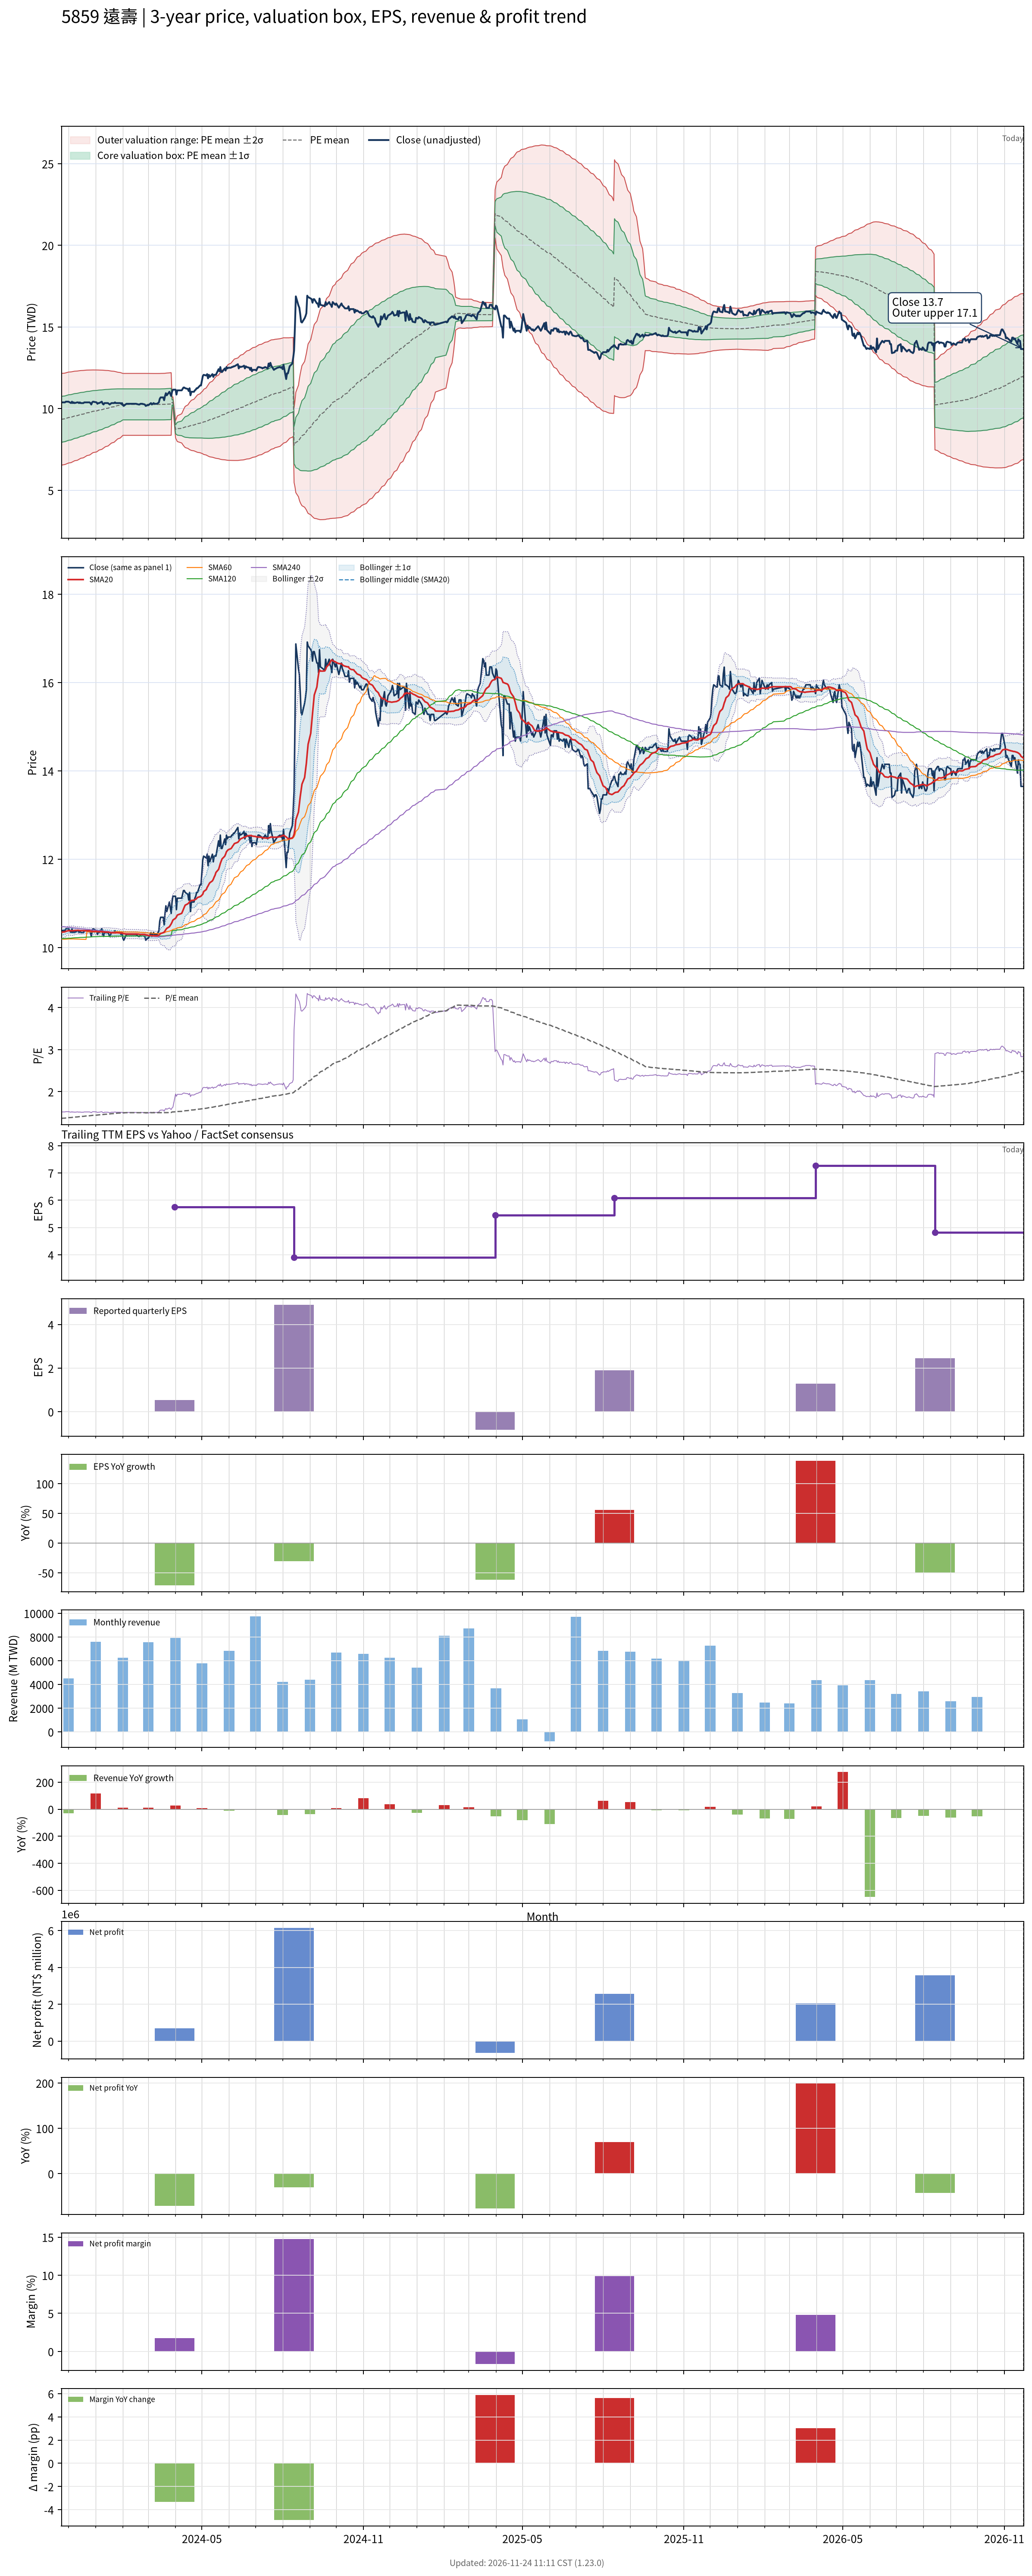 5859 遠壽 | 3-year price, valuation box, EPS, revenue & profit trend
Outer valuation range: PE mean ±2σ
Core valuation box: PE mean ±1σ
PE mean
Close (unadjusted)
Today
Close 13.7
Outer upper 17.1
Price (TWD)
25
20
15
10
5
Close (same as panel 1)
SMA20
SMA60
SMA120
SMA240
Bollinger ±2σ
Bollinger ±1σ
Bollinger middle (SMA20)
Price
18
16
14
12
10
Trailing P/E
P/E mean
P/E
4
3
2
Trailing TTM EPS vs Yahoo / FactSet consensus
Today
EPS
8
7
6
5
4
Reported quarterly EPS
EPS
4
2
0
EPS YoY growth
YoY (%)
100
50
0
-50
Monthly revenue
Revenue (M TWD)
10000
8000
6000
4000
2000
0
Revenue YoY growth
YoY (%)
200
0
-200
-400
-600
Month
1e6
Net profit
Net profit (NT$ million)
6
4
2
0
Net profit YoY
YoY (%)
200
100
0
Net profit margin
Margin (%)
15
10
5
0
Margin YoY change
Δ margin (pp)
6
4
2
0
-2
-4
2024-05
2024-11
2025-05
2025-11
2026-05
2026-11
Updated: 2026-11-24 11:11 CST (1.23.0)